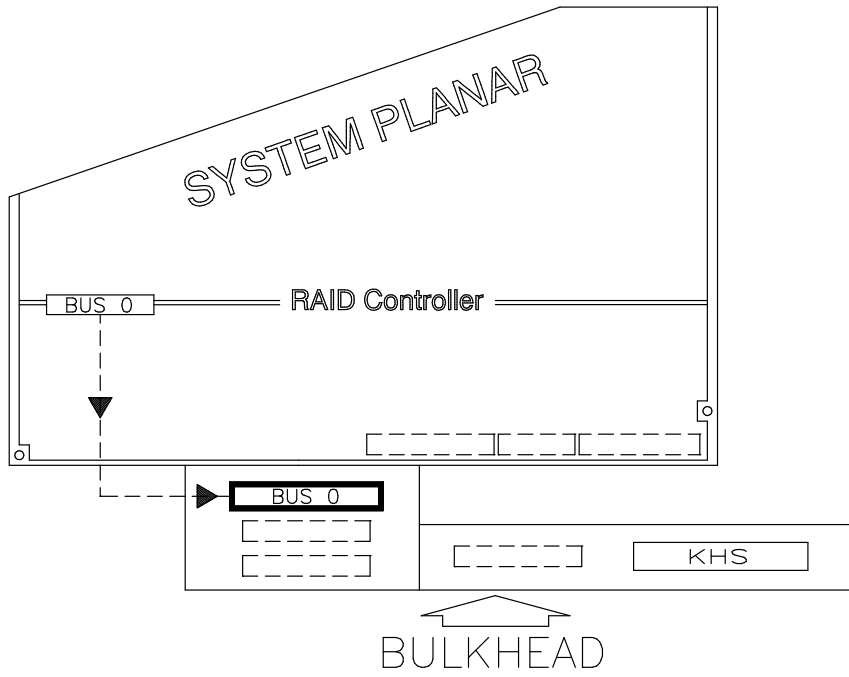 SYSTEM PLANAR
BUS 0
RAID Controller
BUS 0
KHS
BULKHEAD